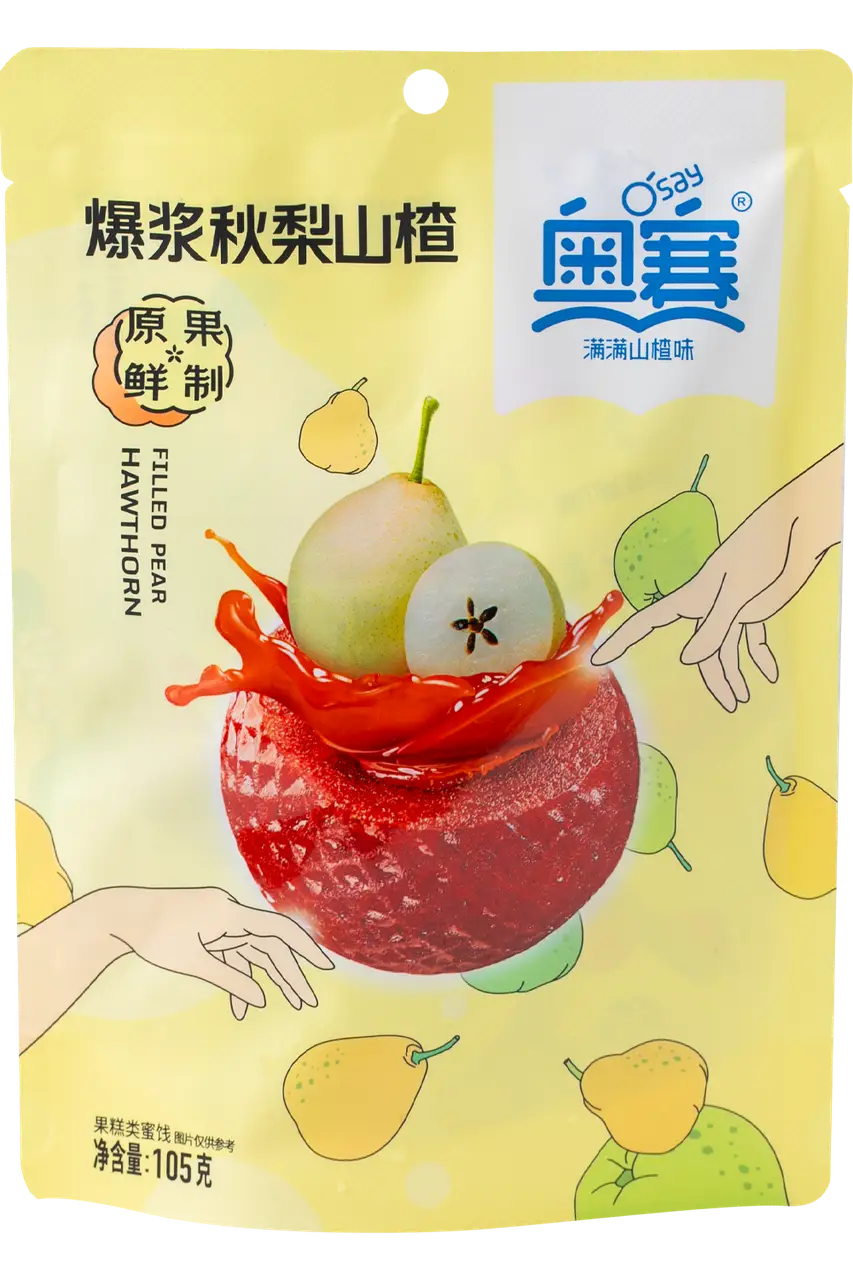 爆浆秋梨山楂
O'say
®
奥赛
满满山楂味
原果
鲜制
FILLED PEAR
HAWTHORN
果糕类蜜饯 图片仅供参考
净含量:105克